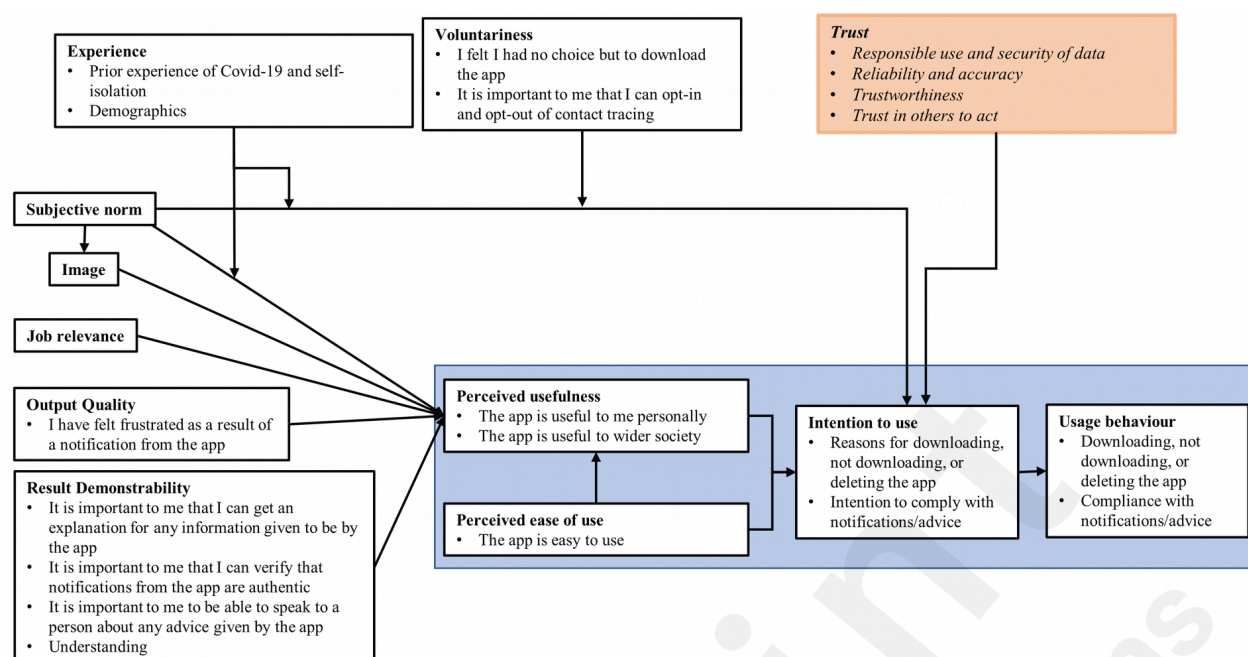 Experience
• Prior experience of Covid-19 and self-
isolation
• Demographics
Voluntariness
• I felt I had no choice but to download
the app
• It is important to me that I can opt-in
and opt-out of contact tracing
Trust
• Responsible use and security of data
• Reliability and accuracy
• Trustworthiness
• Trust in others to act
Subjective norm
Image
Job relevance
Output Quality
• I have felt frustrated as a result of
a notification from the app
Result Demonstrability
• It is important to me that I can get an
explanation for any information given to be by
the app
• It is important to me that I can verify that
notifications from the app are authentic
• It is important to me to be able to speak to a
person about any advice given by the app
• Understanding
Perceived usefulness
• The app is useful to me personally
• The app is useful to wider society
Perceived ease of use
• The app is easy to use
Intention to use
• Reasons for downloading,
not downloading, or
deleting the app
• Intention to comply with
notifications/advice
Usage behaviour
• Downloading, not
downloading, or
deleting the app
• Compliance with
notifications/advice